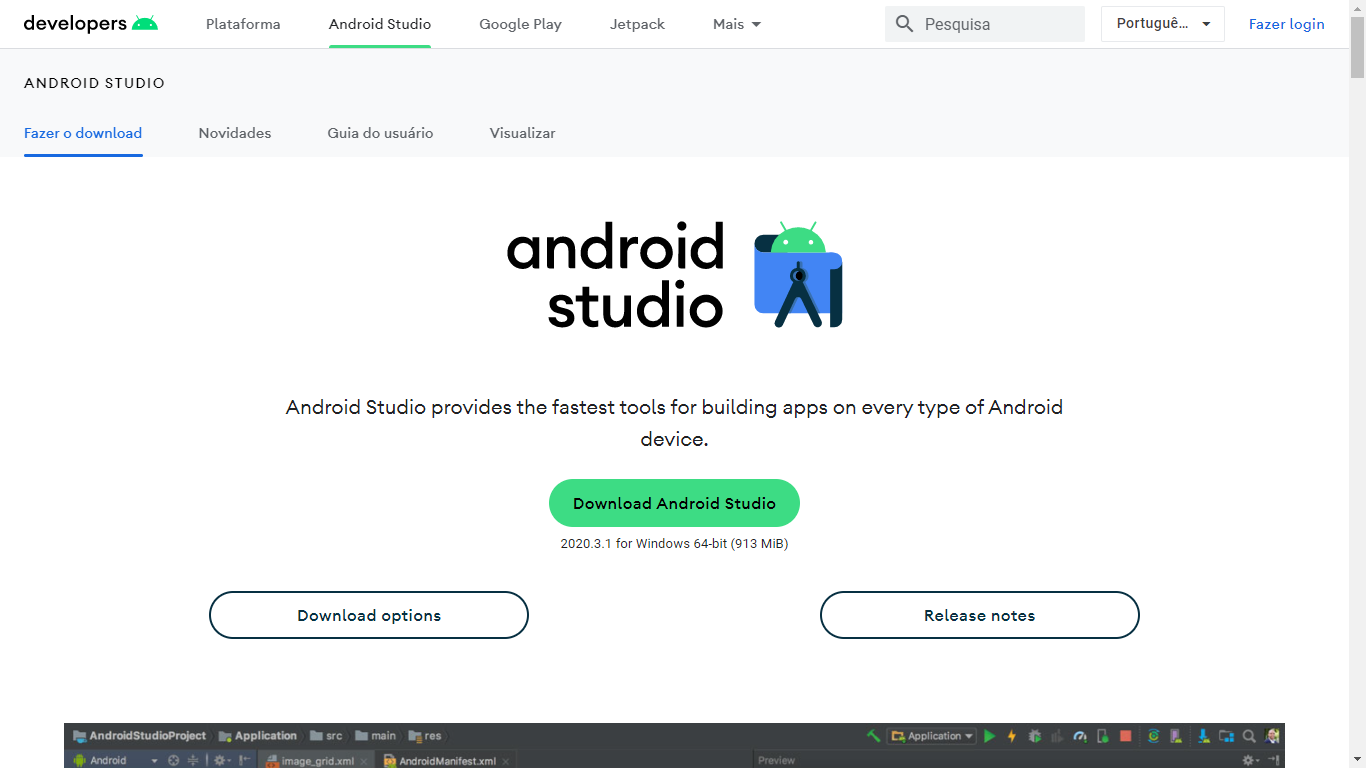 developers Plataforma Android Studio Google Play Jetpack Mais Pesquisa Portuguê... Fazer login
ANDROID STUDIO
Fazer o download Novidades Guia do usuário Visualizar
android
studio
Android Studio provides the fastest tools for building apps on every type of Android
device.
Download Android Studio
2020.3.1 for Windows 64-bit (913 MiB)
Download options Release notes
AndroidStudioProject Application src main res Application
Android image_grid.xml AndroidManifest.xml Preview